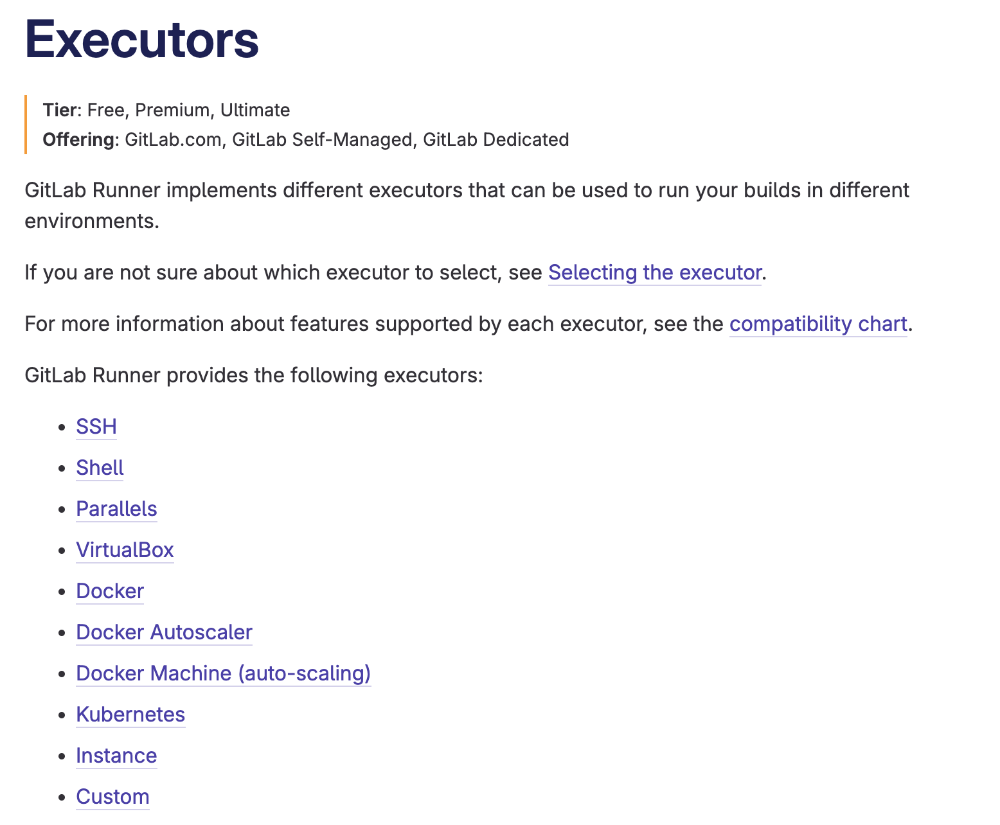 Executors
Tier: Free, Premium, Ultimate
Offering: GitLab.com, GitLab Self-Managed, GitLab Dedicated
GitLab Runner implements different executors that can be used to run your builds in different
environments.
If you are not sure about which executor to select, see Selecting the executor.
For more information about features supported by each executor, see the compatibility chart.
GitLab Runner provides the following executors:
• SSH
• Shell
• Parallels
• VirtualBox
• Docker
• Docker Autoscaler
• Docker Machine (auto-scaling)
• Kubernetes
• Instance
• Custom